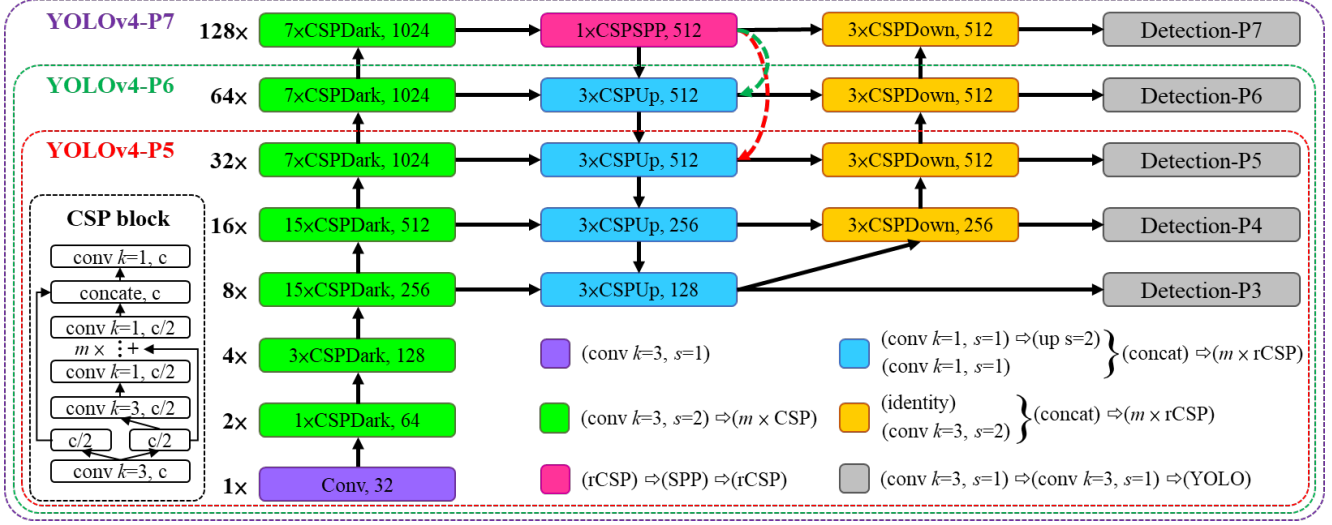 YOLOv4-P7
128× 7×CSPDark, 1024 1×CSPSPP, 512 3×CSPDown, 512 Detection-P7
YOLOv4-P6
64× 7×CSPDark, 1024 3×CSPUp, 512 3×CSPDown, 512 Detection-P6
YOLOv4-P5
32× 7×CSPDark, 1024 3×CSPUp, 512 3×CSPDown, 512 Detection-P5
16× 15×CSPDark, 512 3×CSPUp, 256 3×CSPDown, 256 Detection-P4
8× 15×CSPDark, 256 3×CSPUp, 128 Detection-P3
4× 3×CSPDark, 128
2× 1×CSPDark, 64
1× Conv, 32
CSP block
conv k=1, c
concate, c
conv k=1, c/2
m × ⋮ +
conv k=1, c/2
conv k=3, c/2
c/2 c/2
conv k=3, c
(conv k=3, s=1)
(conv k=3, s=2) ⇨(m × CSP)
(rCSP) ⇨(SPP) ⇨(rCSP)
(conv k=1, s=1) ⇨(up s=2)
(conv k=1, s=1)
} (concat) ⇨(m × rCSP)
(identity)
(conv k=3, s=2)
} (concat) ⇨(m × rCSP)
(conv k=3, s=1) ⇨(conv k=3, s=1) ⇨(YOLO)